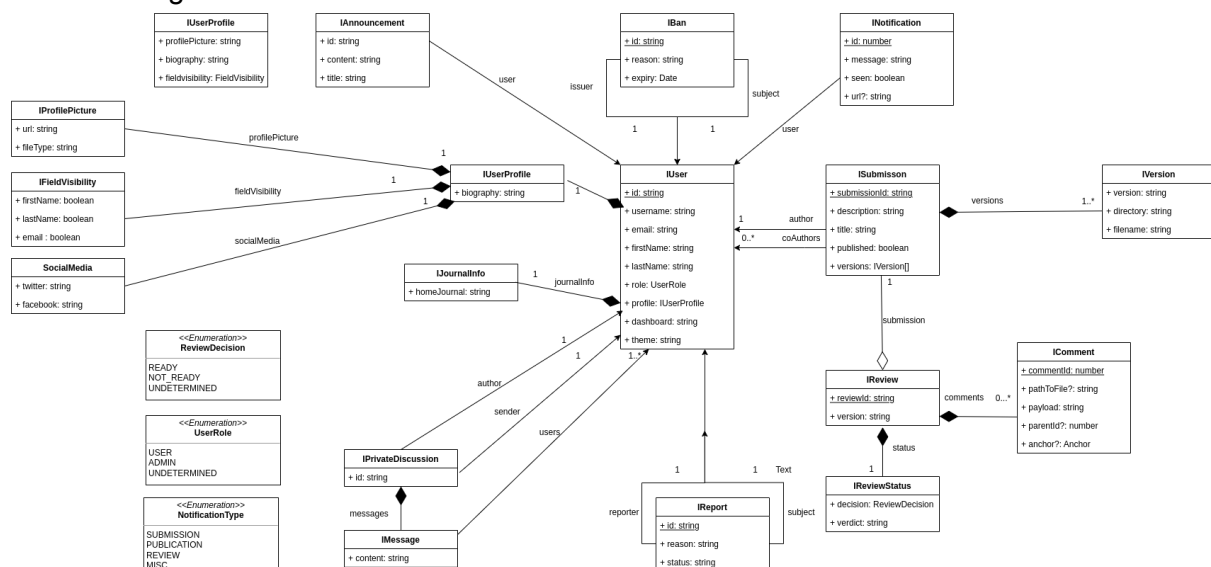 IUserProfile
+ profilePicture: string
+ biography: string
+ fieldvisibility: FieldVisibility
IAnnouncement
+ id: string
+ content: string
+ title: string
IBan
+ id: string
+ reason: string
+ expiry: Date
INotification
+ id: number
+ message: string
+ seen: boolean
+ url?: string
user
issuer
subject
1
1
user
IProfilePicture
+ url: string
+ fileType: string
profilePicture
1
IFieldVisibility
+ firstName: boolean
+ lastName: boolean
+ email : boolean
fieldVisibility
1
SocialMedia
+ twitter: string
+ facebook: string
socialMedia
1
IUserProfile
+ biography: string
1
IUser
+ id: string
+ username: string
+ email: string
+ firstName: string
+ lastName: string
+ role: UserRole
+ profile: IUserProfile
+ dashboard: string
+ theme: string
ISubmisson
+ submissionId: string
+ description: string
+ title: string
+ published: boolean
+ versions: IVersion[]
1
author
0..*
coAuthors
versions
1..*
IVersion
+ version: string
+ directory: string
+ filename: string
IJournalInfo
+ homeJournal: string
1
journalInfo
1
submission
<<Enumeration>>
ReviewDecision
READY
NOT_READY
UNDETERMINED
<<Enumeration>>
UserRole
USER
ADMIN
UNDETERMINED
<<Enumeration>>
NotificationType
SUBMISSION
PUBLICATION
REVIEW
MISC
1
1
1..*
author
sender
users
IPrivateDiscussion
+ id: string
messages
IMessage
+ content: string
IReview
+ reviewId: string
+ version: string
comments
0...*
IComment
+ commentId: number
+ pathToFile?: string
+ payload: string
+ parentId?: number
+ anchor?: Anchor
status
1
IReviewStatus
+ decision: ReviewDecision
+ verdict: string
1
1
Text
reporter
subject
IReport
+ id: string
+ reason: string
+ status: string